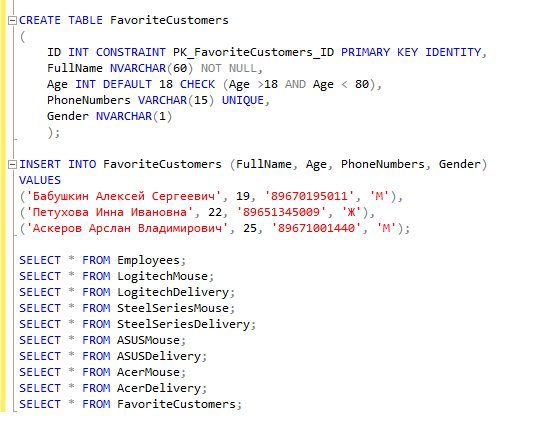 CREATE TABLE FavoriteCustomers
(
ID INT CONSTRAINT PK_FavoriteCustomers_ID PRIMARY KEY IDENTITY,
FullName NVARCHAR(60) NOT NULL,
Age INT DEFAULT 18 CHECK (Age >18 AND Age < 80),
PhoneNumbers VARCHAR(15) UNIQUE,
Gender NVARCHAR(1)
);
INSERT INTO FavoriteCustomers (FullName, Age, PhoneNumbers, Gender)
VALUES
('Бабушкин Алексей Сергеевич', 19, '89670195011', 'М'),
('Петухова Инна Ивановна', 22, '89651345009', 'Ж'),
('Аскеров Арслан Владимирович', 25, '89671001440', 'М');
SELECT * FROM Employees;
SELECT * FROM LogitechMouse;
SELECT * FROM LogitechDelivery;
SELECT * FROM SteelSeriesMouse;
SELECT * FROM SteelSeriesDelivery;
SELECT * FROM ASUSMouse;
SELECT * FROM ASUSDelivery;
SELECT * FROM AcerMouse;
SELECT * FROM AcerDelivery;
SELECT * FROM FavoriteCustomers;